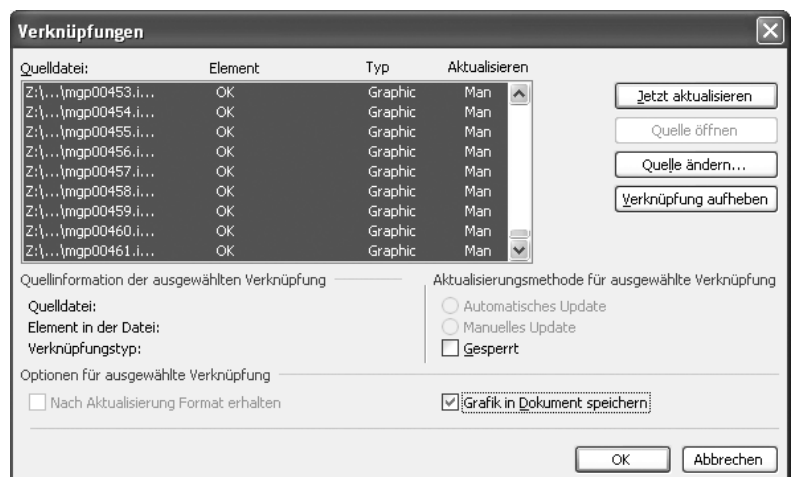 Verknüpfungen
Quelldatei: Element Typ Aktualisieren
Z:\...\mgp00453.i... OK Graphic Man
Z:\...\mgp00454.i... OK Graphic Man
Z:\...\mgp00455.i... OK Graphic Man
Z:\...\mgp00456.i... OK Graphic Man
Z:\...\mgp00457.i... OK Graphic Man
Z:\...\mgp00458.i... OK Graphic Man
Z:\...\mgp00459.i... OK Graphic Man
Z:\...\mgp00460.i... OK Graphic Man
Z:\...\mgp00461.i... OK Graphic Man
Jetzt aktualisieren
Quelle öffnen
Quelle ändern...
Verknüpfung aufheben
Quellinformation der ausgewählten Verknüpfung
Quelldatei:
Element in der Datei:
Verknüpfungstyp:
Aktualisierungsmethode für ausgewählte Verknüpfung
Automatisches Update
Manuelles Update
Gesperrt
Optionen für ausgewählte Verknüpfung
Nach Aktualisierung Format erhalten
Grafik in Dokument speichern
OK Abbrechen